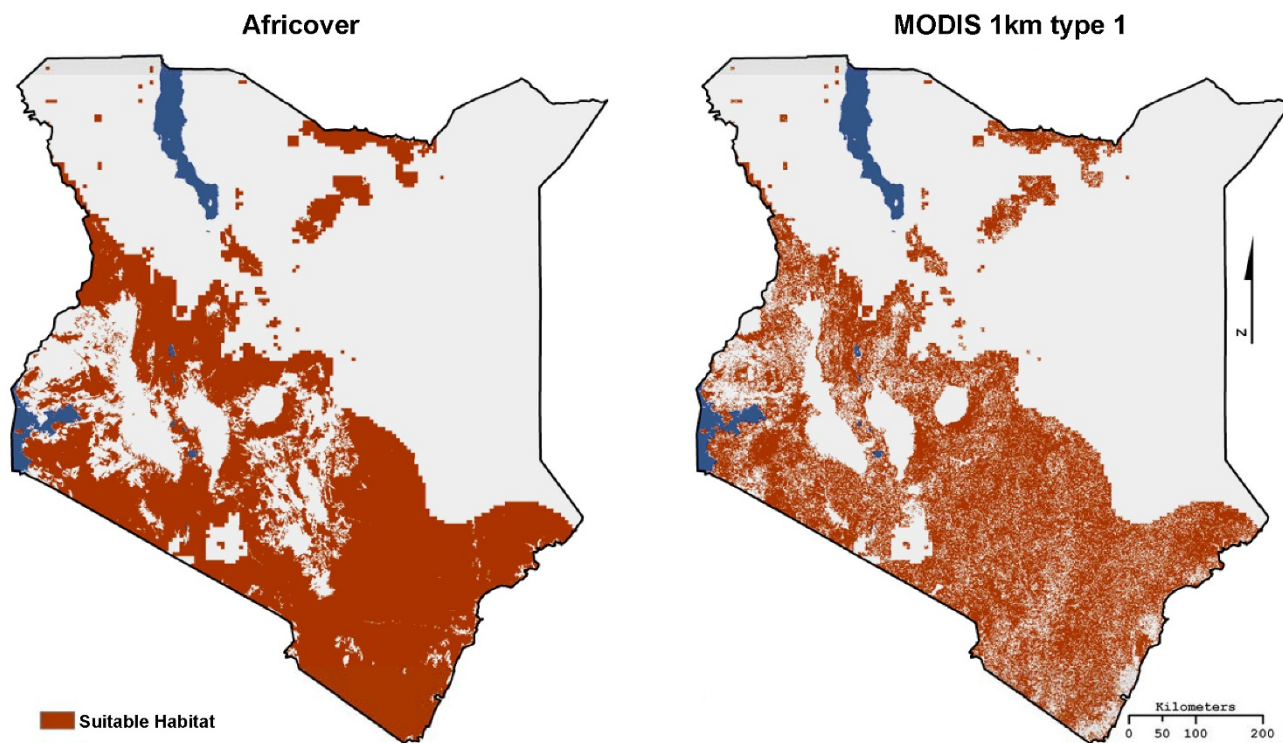 Africover
MODIS 1km type 1
N
Suitable Habitat
Kilometers
0 50 100 200